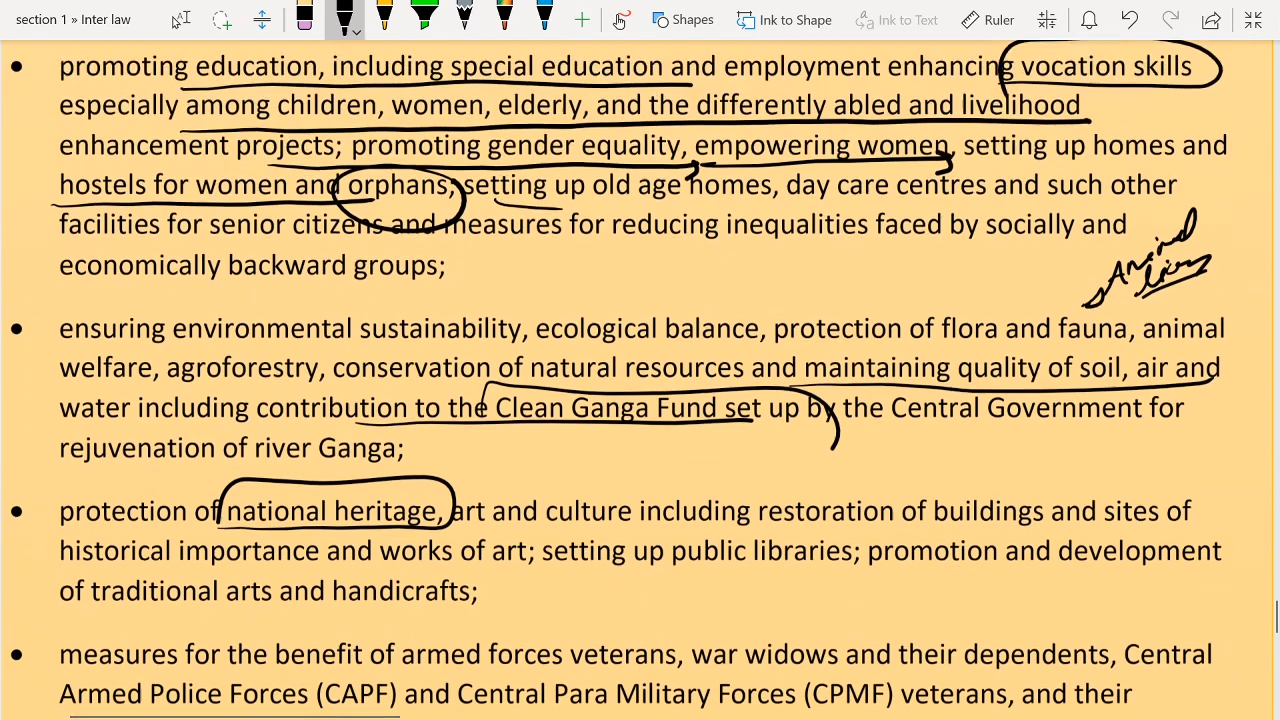 section 1 » Inter law
Shapes
Ink to Shape
Ink to Text
Ruler
promoting education, including special education and employment enhancing vocation skills
especially among children, women, elderly, and the differently abled and livelihood
enhancement projects; promoting gender equality, empowering women, setting up homes and
hostels for women and orphans; setting up old age homes, day care centres and such other
facilities for senior citizens and measures for reducing inequalities faced by socially and
economically backward groups;
Animal
ensuring environmental sustainability, ecological balance, protection of flora and fauna, animal
welfare, agroforestry, conservation of natural resources and maintaining quality of soil, air and
water including contribution to the Clean Ganga Fund set up by the Central Government for
rejuvenation of river Ganga;
protection of national heritage, art and culture including restoration of buildings and sites of
historical importance and works of art; setting up public libraries; promotion and development
of traditional arts and handicrafts;
measures for the benefit of armed forces veterans, war widows and their dependents, Central
Armed Police Forces (CAPF) and Central Para Military Forces (CPMF) veterans, and their